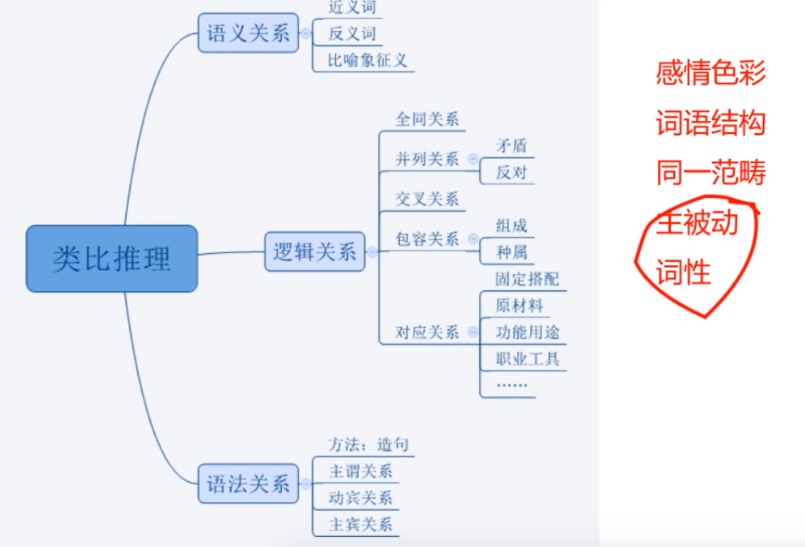 类比推理
语义关系
近义词
反义词
比喻象征义
逻辑关系
全同关系
并列关系
矛盾
反对
交叉关系
包容关系
组成
种属
对应关系
固定搭配
原材料
功能用途
职业工具
……
语法关系
方法：造句
主谓关系
动宾关系
主宾关系
感情色彩
词语结构
同一范畴
主被动
词性